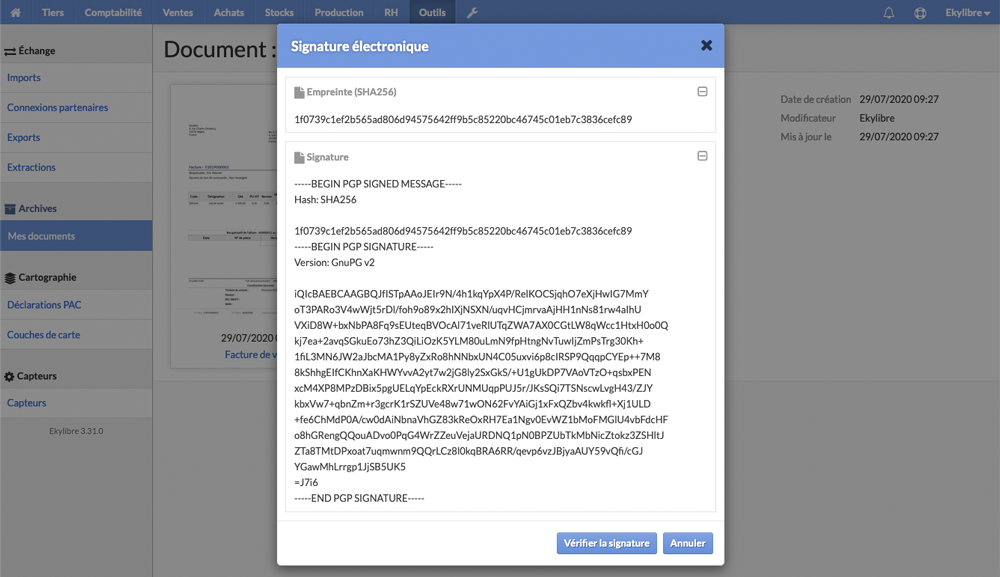 Tiers Comptabilité Ventes Achats Stocks Production RH Outils Ekylibre
Échange
Imports
Connexions partenaires
Exports
Extractions
Archives
Mes documents
Cartographie
Déclarations PAC
Couches de carte
Capteurs
Capteurs
Ekylibre 3.31.0
Document :
29/07/2020
Facture de v
Date de création 29/07/2020 09:27
Modificateur Ekylibre
Mis à jour le 29/07/2020 09:27
Signature électronique
Empreinte (SHA256)
1f0739c1ef2b565ad806d94575642ff9b5c85220bc46745c01eb7c3836cefc89
Signature
-----BEGIN PGP SIGNED MESSAGE-----
Hash: SHA256
1f0739c1ef2b565ad806d94575642ff9b5c85220bc46745c01eb7c3836cefc89
-----BEGIN PGP SIGNATURE-----
Version: GnuPG v2
iQIcBAEBCAAGBQJfISTpAAoJEIr9N/4h1kqYpX4P/RelKOCSjqhO7eXjHwIG7MmY
oT3PARo3V4wWjt5rDl/foh9o89x2hIXjNSXN/uqvHCjmrvaAjHH1nNs81rw4aIhU
VXiD8W+bxNbPA8Fq9sEUteqBVOcAl71veRlUTqZWA7AX0CGtLW8qWcc1HtxH0o0Q
kj7ea+2avqSGkuEo73hZ3QiLiOzK5YLM80uLmN9fpHtngNvTuwIjZmPsTrg30Kh+
1fiL3MN6JW2aJbcMA1Py8yZxRo8hNNbxUN4C05uxvi6p8cIRSP9QqqpCYEp++7M8
8kShhgEIfCKhnXaKHWYvvA2yt7w2jG8ly2SxGkS/+U1gUkDP7VAoVTzO+qsbxPEN
xcM4XP8MPzDBix5pgUELqYpEckRXrUNMUqpPUJ5r/JKsSQi7TSNscwLvgH43/ZJY
kbxVw7+qbnZm+r3gcrK1rSZUVe48w71wON62FvYAiGj1xFxQZbv4kwkfl+Xj1ULD
+fe6ChMdP0A/cw0dAiNbnaVhGZ83kReOxRH7Ea1Ngv0EvWZ1bMoFMGlU4vbFdcHF
o8hGRengQQouADvo0PqG4WrZZeuVejaURDNQ1pN0BPZUbTkMbNicZtokz3ZSHltJ
ZTa8TMtDPxoat7uqmwnm9QQrLCz8l0kqBRA6RR/qevp6vzJBjyaAUY59vQfi/cGJ
YGawMhLrrgp1JjSB5UK5
=J7i6
-----END PGP SIGNATURE-----
Vérifier la signature Annuler